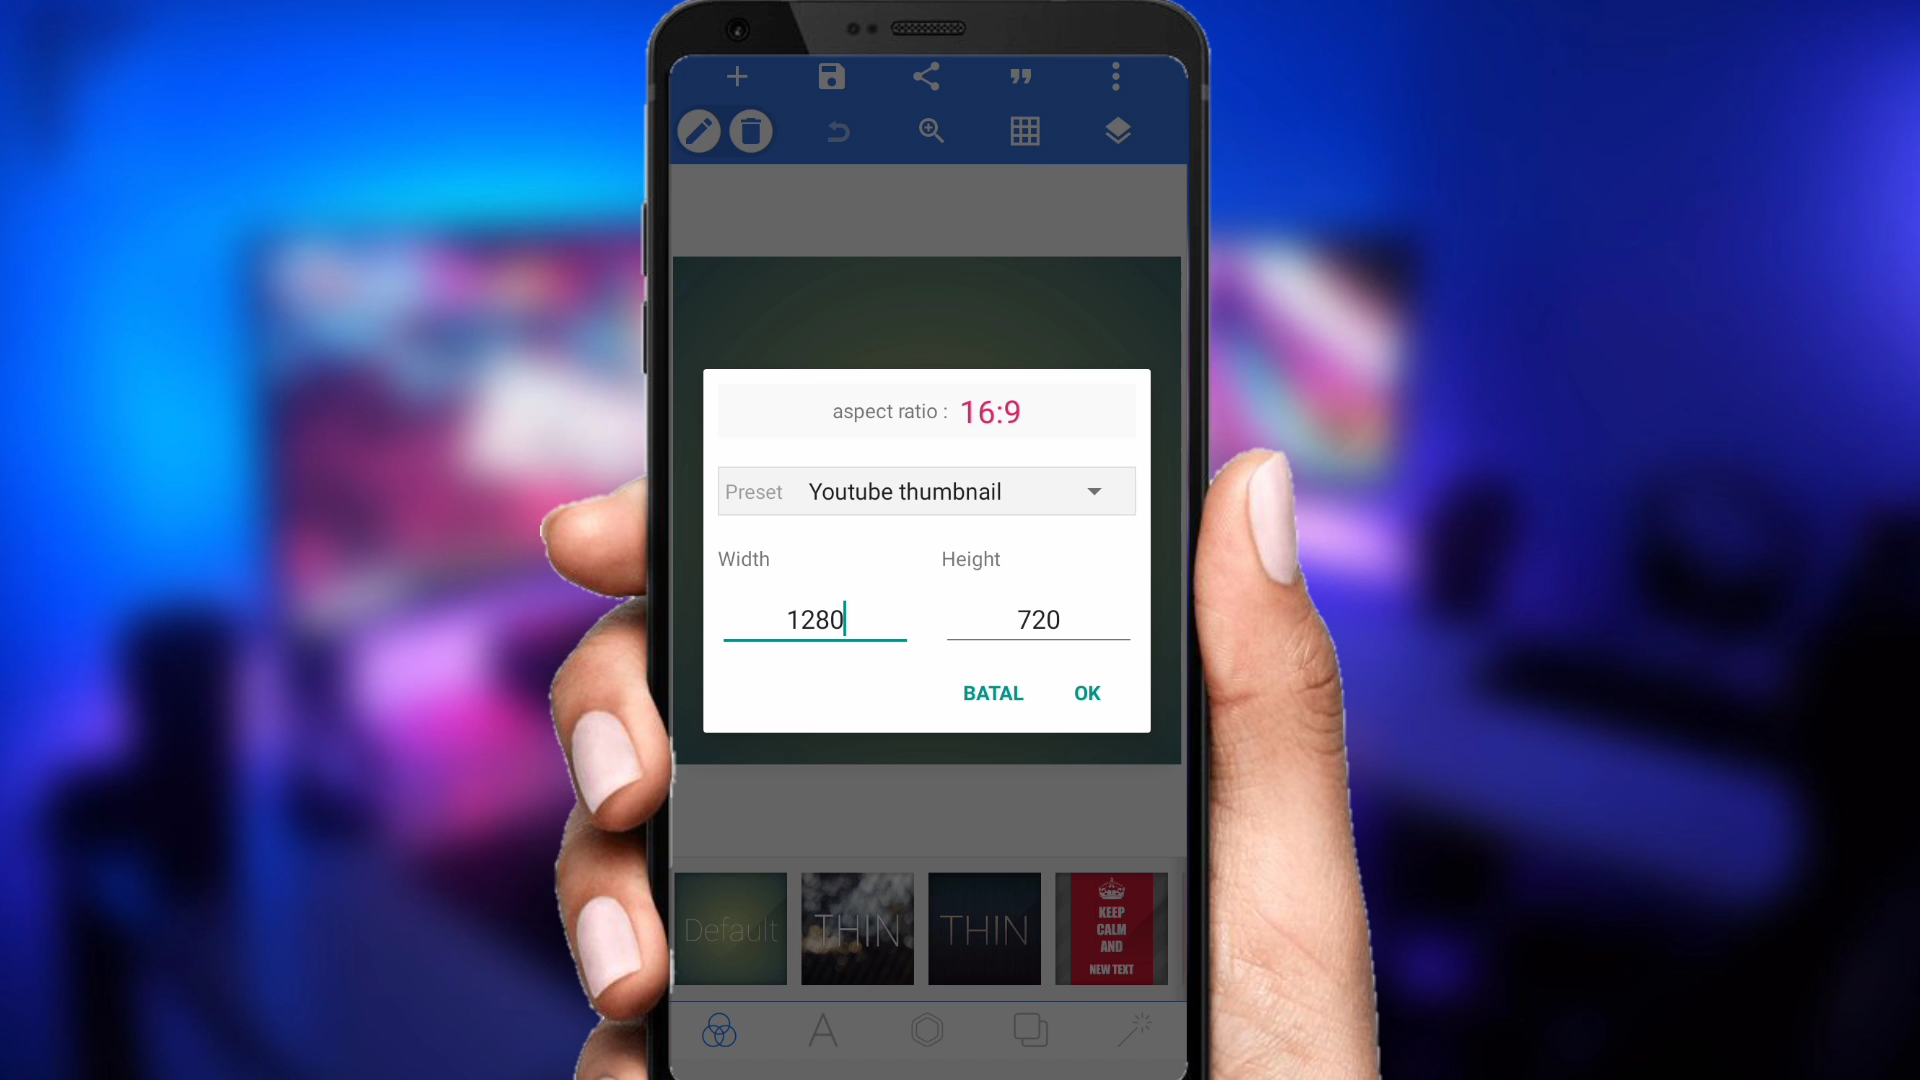 aspect ratio : 16:9
Preset Youtube thumbnail
Width Height
1280 720
BATAL OK
Default
THIN
THIN
KEEP
CALM
AND
NEW TEXT
A